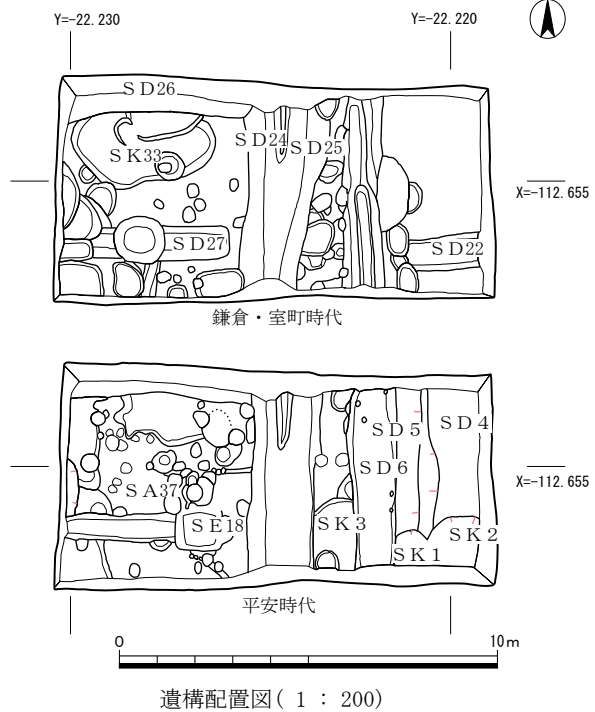 Y=-22.230
Y=-22.220
SD26
SK33
SD24
SD25
X=-112.655
SD27
SD22
鎌倉・室町時代
SD5
SD4
SD6
X=-112.655
SA37
SE18
SK3
SK2
SK1
平安時代
0
10m
遺構配置図( 1 : 200)